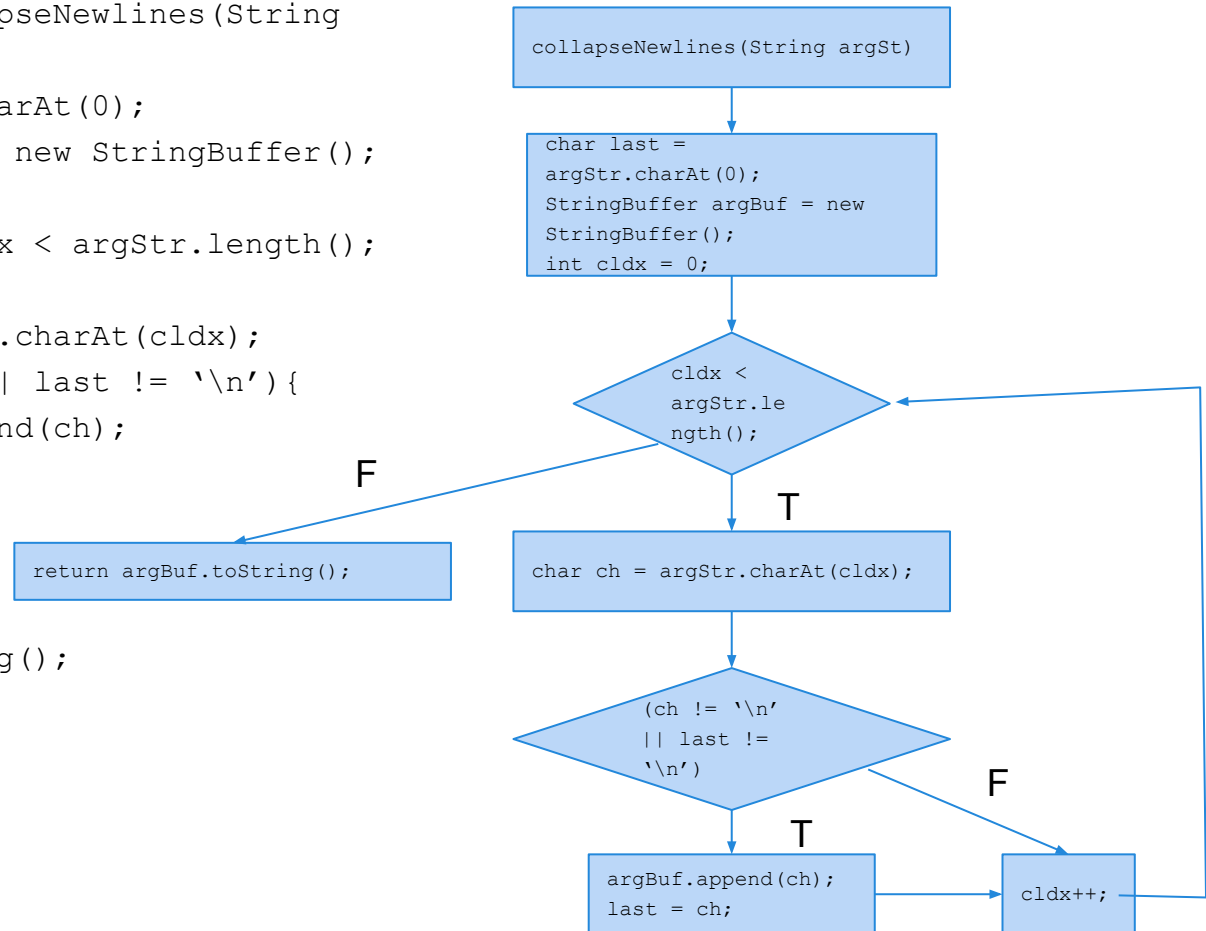 pseNewlines(String
arAt(0);
new StringBuffer();
x < argStr.length();
.charAt(cldx);
| last != ‘\n’){
nd(ch);
g();
collapseNewlines(String argSt)
char last =
argStr.charAt(0);
StringBuffer argBuf = new
StringBuffer();
int cldx = 0;
cldx <
argStr.le
ngth();
F
T
return argBuf.toString();
char ch = argStr.charAt(cldx);
(ch != ‘\n’
|| last !=
‘\n’)
F
T
argBuf.append(ch);
last = ch;
cldx++;